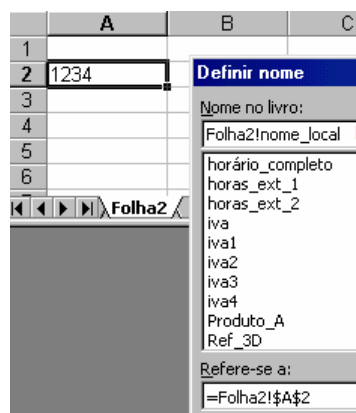 A B C
1
2 1234
3
4
5
6
Folha2
Definir nome
Nome no livro:
Folha2!nome_local
horário_completo
horas_ext_1
horas_ext_2
iva
iva1
iva2
iva3
iva4
Produto_A
Ref_3D
Refere-se a:
=Folha2!$A$2